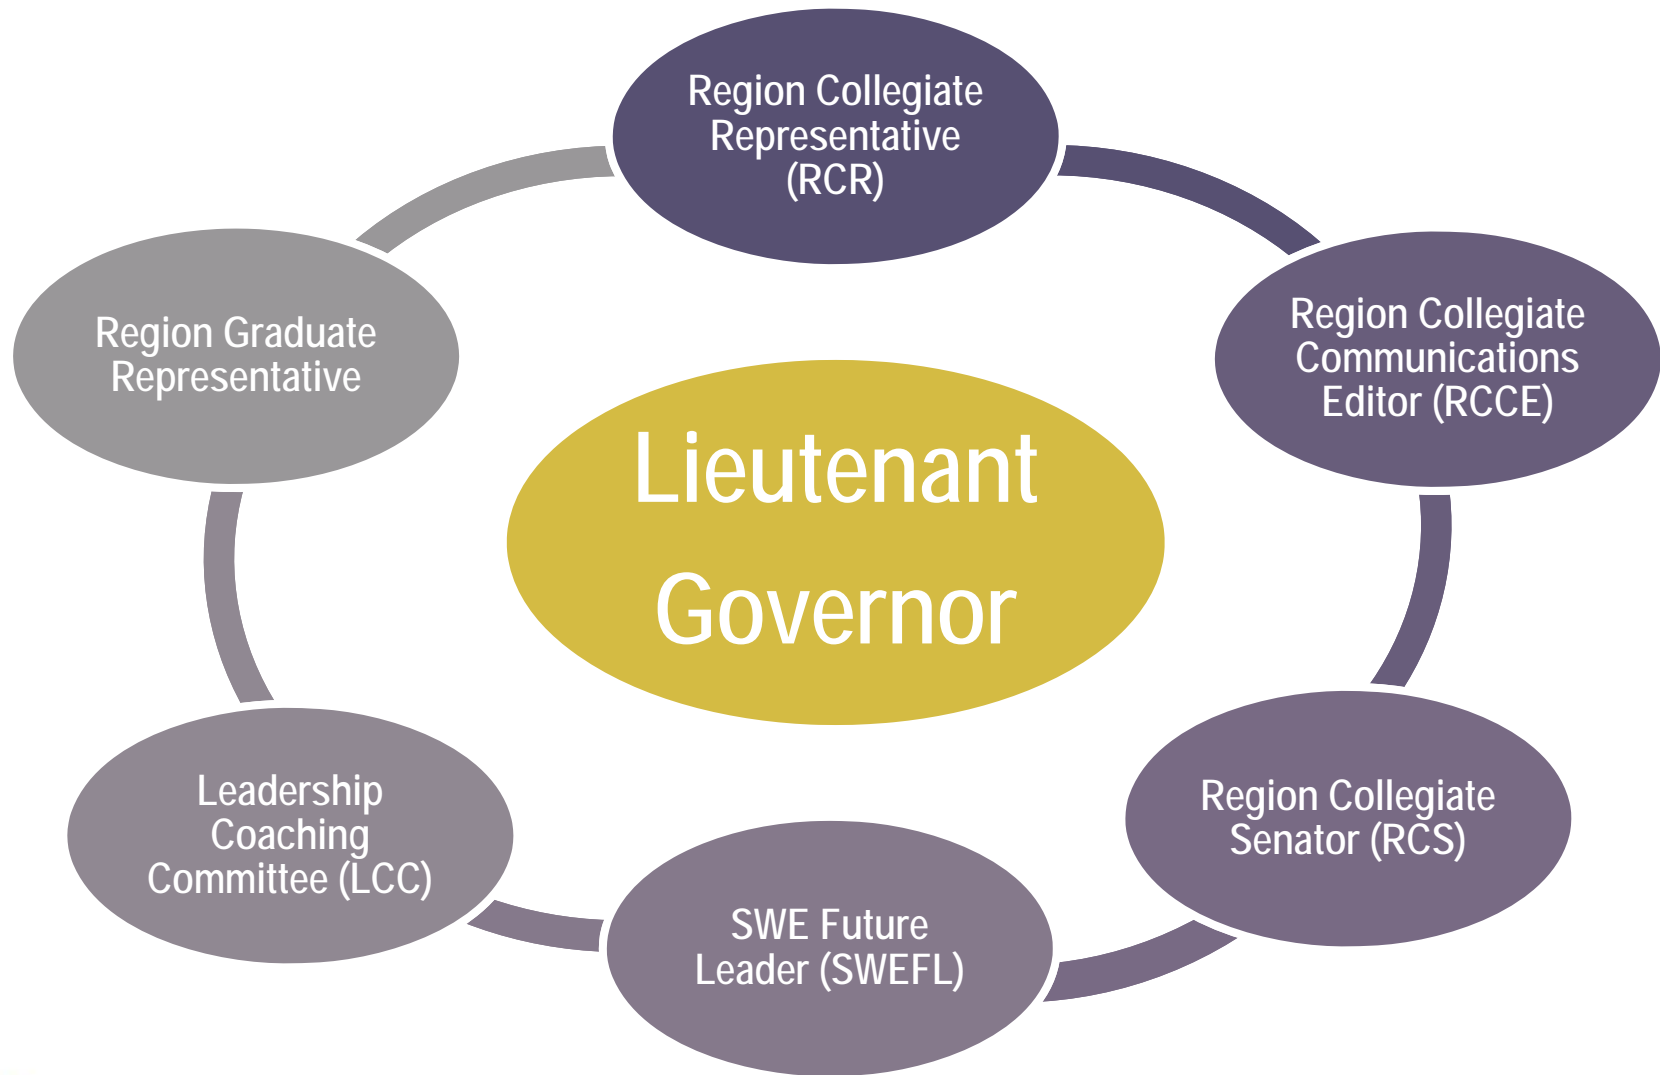 Region Collegiate
Representative
(RCR)
Region Collegiate
Communications
Editor (RCCE)
Region Collegiate
Senator (RCS)
SWE Future
Leader (SWEFL)
Leadership
Coaching
Committee (LCC)
Region Graduate
Representative
Lieutenant
Governor